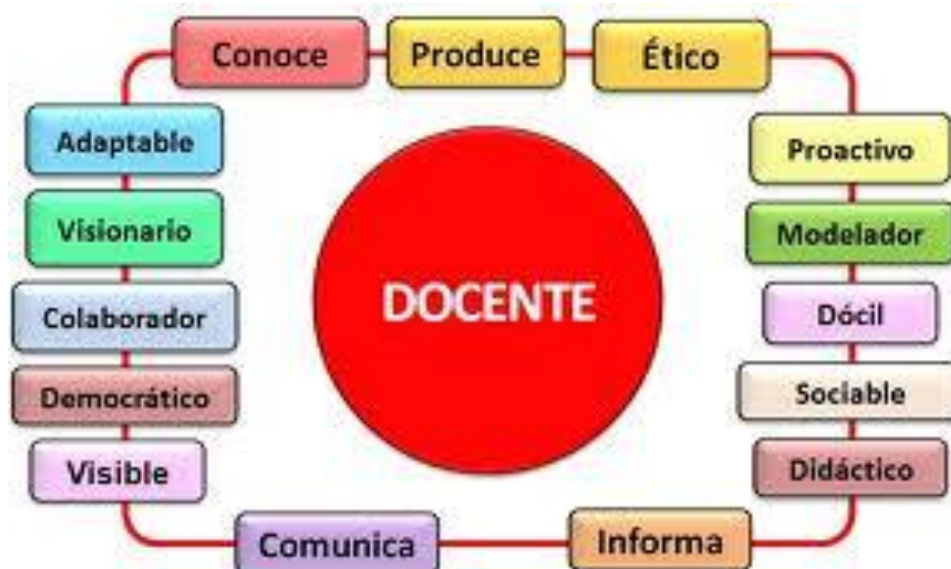 Conoce
Produce
Ético
Adaptable
Proactivo
Visionario
Modelador
Colaborador
DOCENTE
Dócil
Democrático
Sociable
Visible
Didáctico
Comunica
Informa